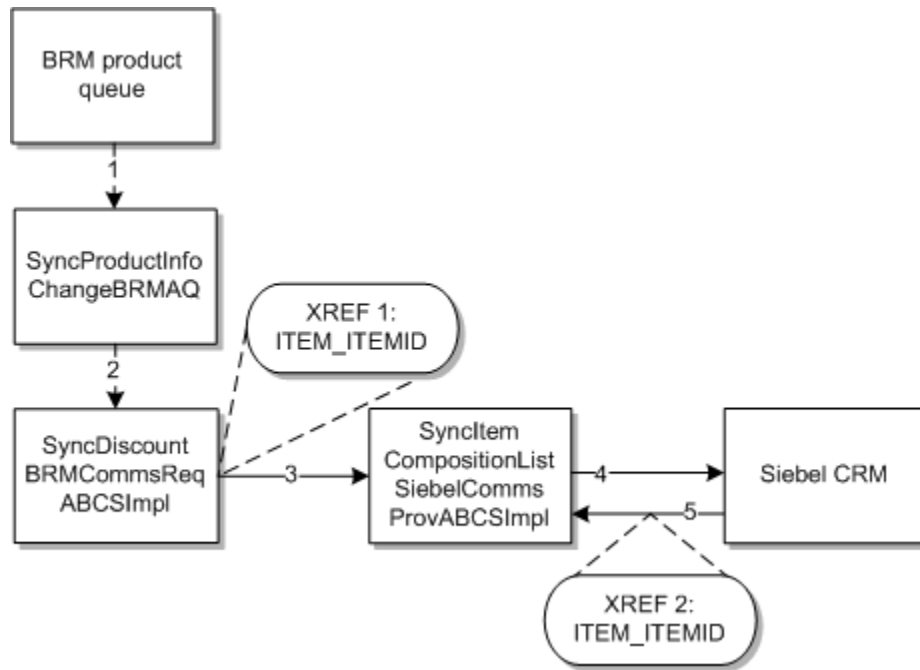 BRM product
queue
1
SyncProductInfo
ChangeBRMAQ
XREF 1:
ITEM_ITEMID
2
SyncDiscount
BRMCommsReq
ABCSImpl
3
SyncItem
CompositionList
SiebelComms
ProvABCSImpl
4
5
Siebel CRM
XREF 2:
ITEM_ITEMID